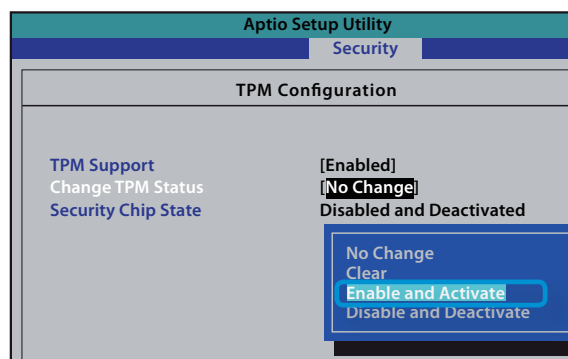 Aptio Setup Utility
Security
TPM Configuration
TPM Support [Enabled]
Change TPM Status [No Change]
Security Chip State Disabled and Deactivated
No Change
Clear
Enable and Activate
Disable and Deactivate